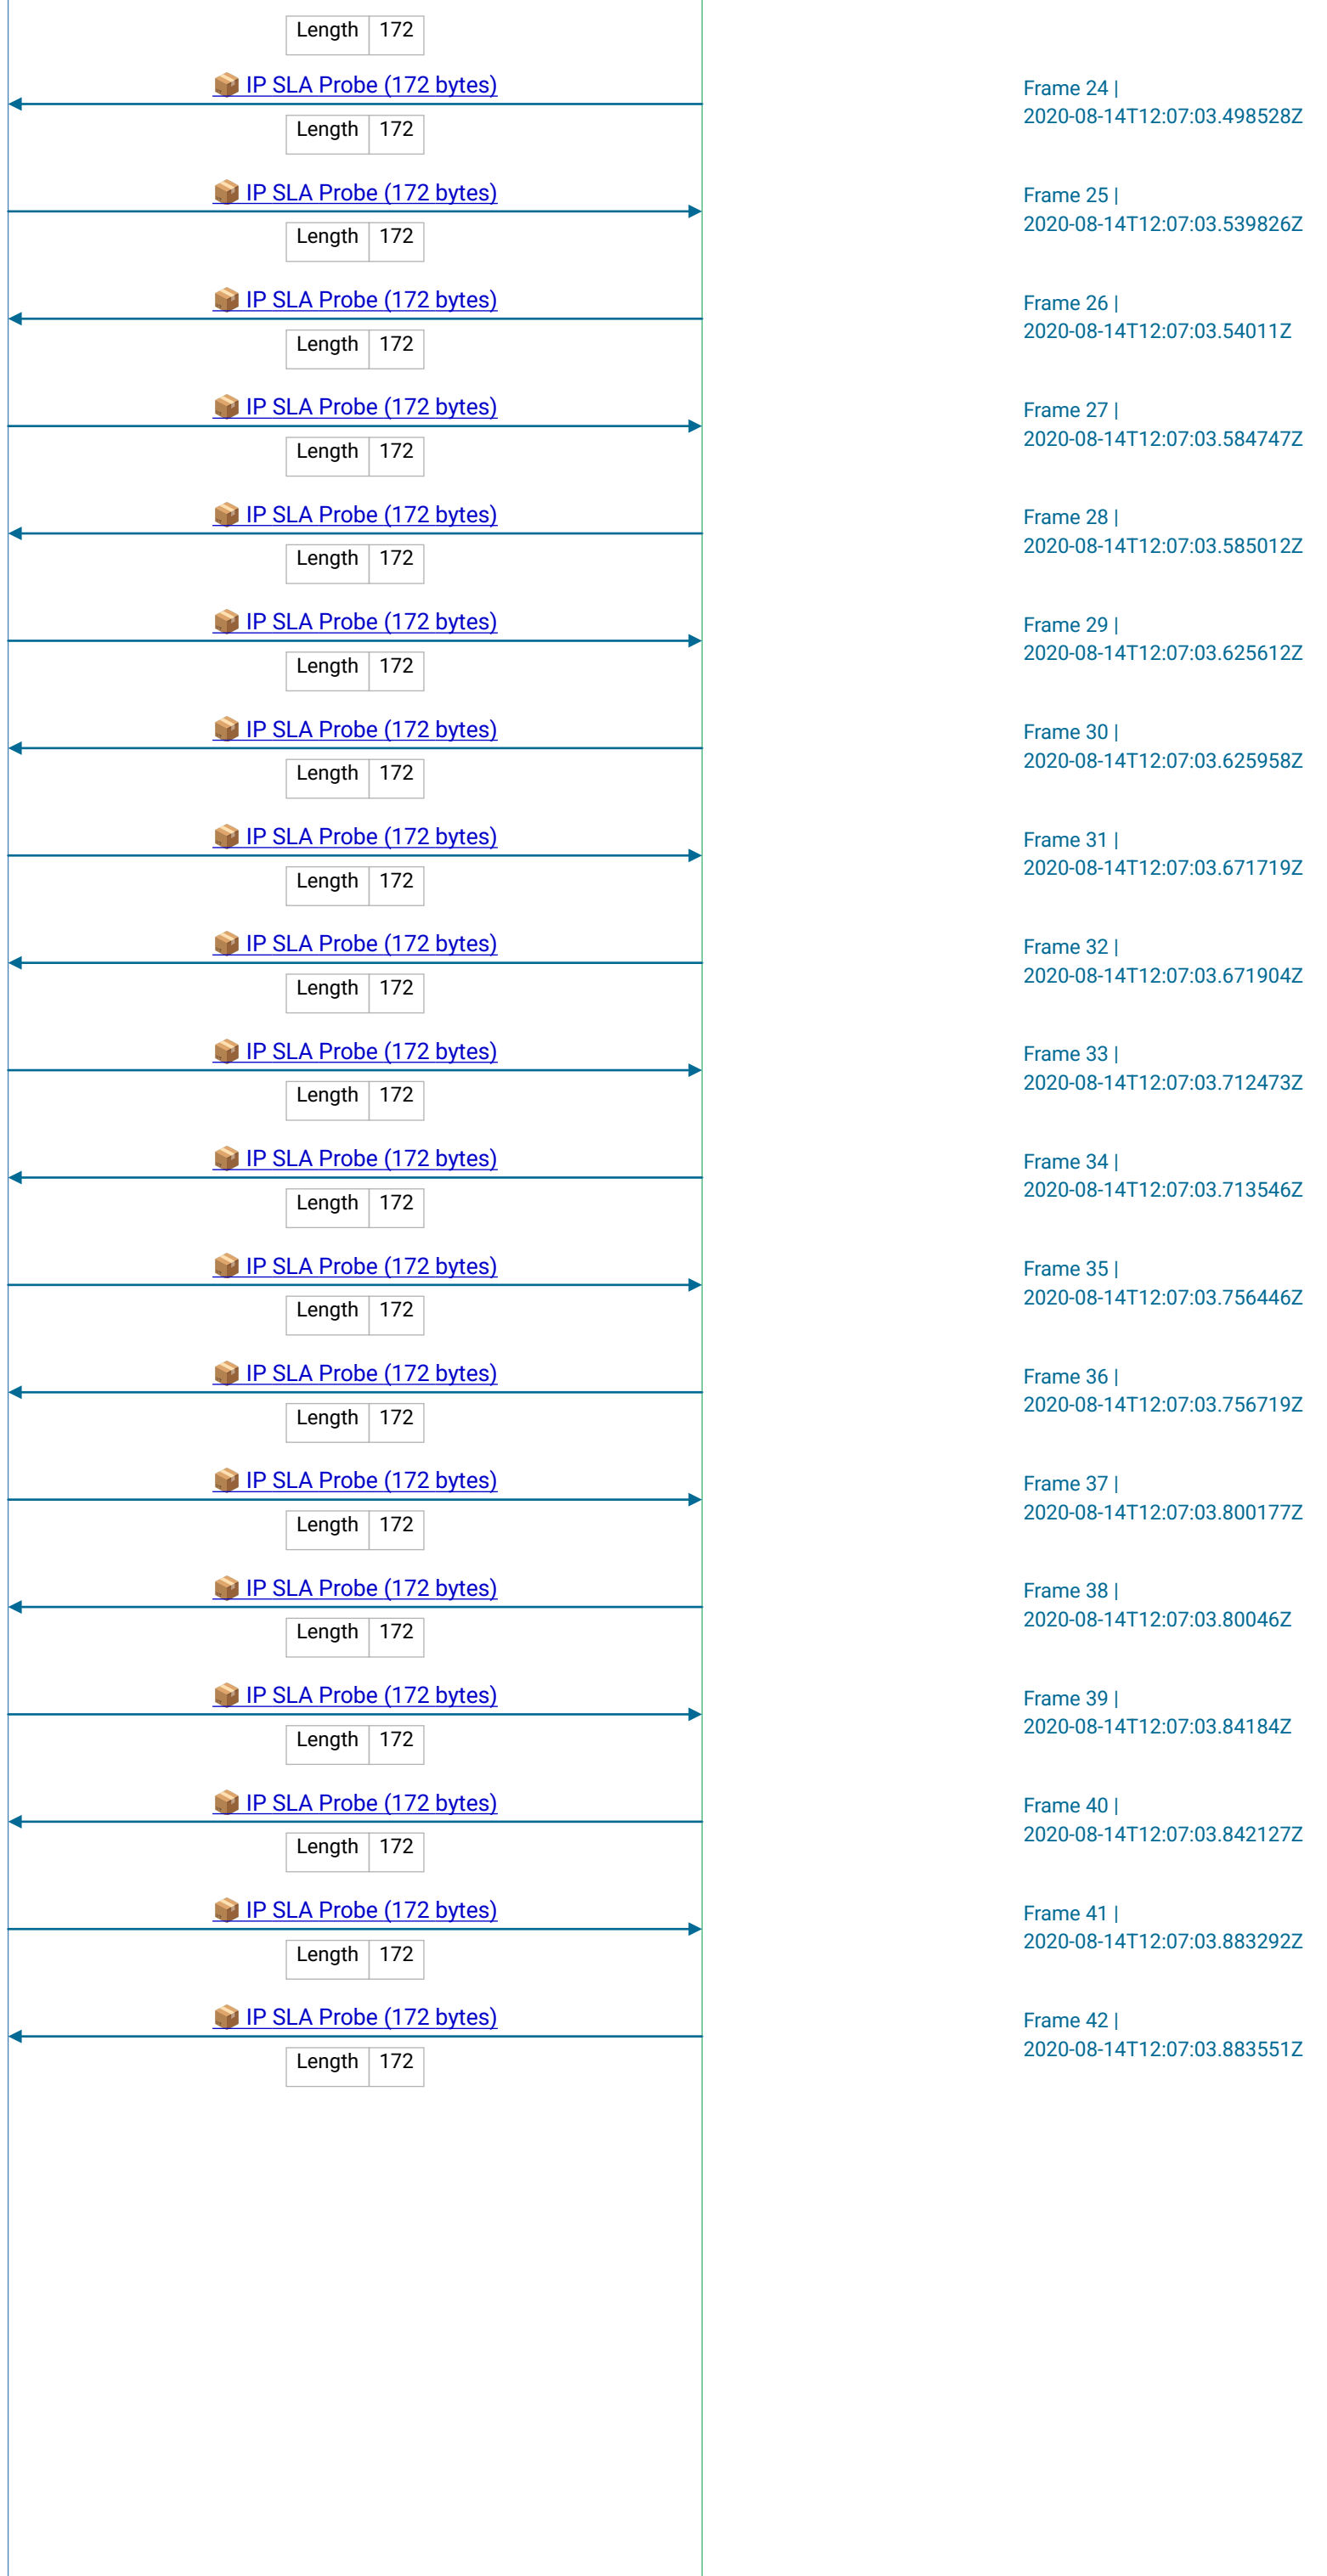 Length 172
📦 IP SLA Probe (172 bytes)
Frame 24 |
2020-08-14T12:07:03.498528Z
Length 172
📦 IP SLA Probe (172 bytes)
Frame 25 |
2020-08-14T12:07:03.539826Z
Length 172
📦 IP SLA Probe (172 bytes)
Frame 26 |
2020-08-14T12:07:03.54011Z
Length 172
📦 IP SLA Probe (172 bytes)
Frame 27 |
2020-08-14T12:07:03.584747Z
Length 172
📦 IP SLA Probe (172 bytes)
Frame 28 |
2020-08-14T12:07:03.585012Z
Length 172
📦 IP SLA Probe (172 bytes)
Frame 29 |
2020-08-14T12:07:03.625612Z
Length 172
📦 IP SLA Probe (172 bytes)
Frame 30 |
2020-08-14T12:07:03.625958Z
Length 172
📦 IP SLA Probe (172 bytes)
Frame 31 |
2020-08-14T12:07:03.671719Z
Length 172
📦 IP SLA Probe (172 bytes)
Frame 32 |
2020-08-14T12:07:03.671904Z
Length 172
📦 IP SLA Probe (172 bytes)
Frame 33 |
2020-08-14T12:07:03.712473Z
Length 172
📦 IP SLA Probe (172 bytes)
Frame 34 |
2020-08-14T12:07:03.713546Z
Length 172
📦 IP SLA Probe (172 bytes)
Frame 35 |
2020-08-14T12:07:03.756446Z
Length 172
📦 IP SLA Probe (172 bytes)
Frame 36 |
2020-08-14T12:07:03.756719Z
Length 172
📦 IP SLA Probe (172 bytes)
Frame 37 |
2020-08-14T12:07:03.800177Z
Length 172
📦 IP SLA Probe (172 bytes)
Frame 38 |
2020-08-14T12:07:03.80046Z
Length 172
📦 IP SLA Probe (172 bytes)
Frame 39 |
2020-08-14T12:07:03.84184Z
Length 172
📦 IP SLA Probe (172 bytes)
Frame 40 |
2020-08-14T12:07:03.842127Z
Length 172
📦 IP SLA Probe (172 bytes)
Frame 41 |
2020-08-14T12:07:03.883292Z
Length 172
📦 IP SLA Probe (172 bytes)
Frame 42 |
2020-08-14T12:07:03.883551Z
Length 172